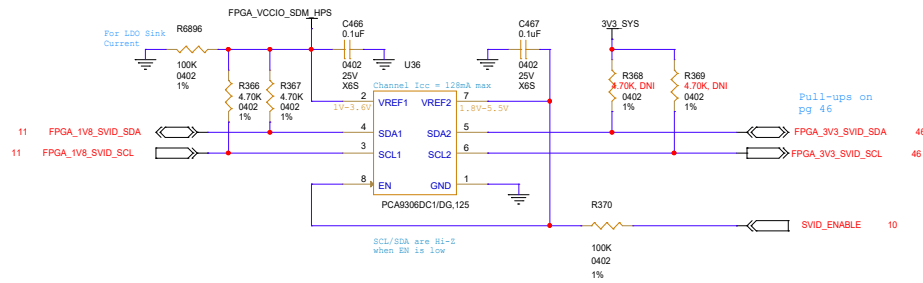 FPGA_VCCIO_SDM_HPS
For LDO Sink
Current
R6896
100K
0402
1%
C466
0.1uF
0402
25V
X6S
C467
0.1uF
0402
25V
X6S
3V3_SYS
U36
Channel Icc = 128mA max
R366
4.70K
0402
1%
R367
4.70K
0402
1%
R368
4.70K, DNI
0402
1%
R369
4.70K, DNI
0402
1%
Pull-ups on
pg 46
2 VREF1 VREF2 7
1V-3.6V 1.8V-5.5V
11 FPGA_1V8_SVID_SDA 4 SDA1 SDA2 5 FPGA_3V3_SVID_SDA 46
11 FPGA_1V8_SVID_SCL 3 SCL1 SCL2 6 FPGA_3V3_SVID_SCL 46
8 EN GND 1
PCA9306DC1/DG,125
R370
100K
0402
1%
SVID_ENABLE 10
SCL/SDA are Hi-Z
when EN is low